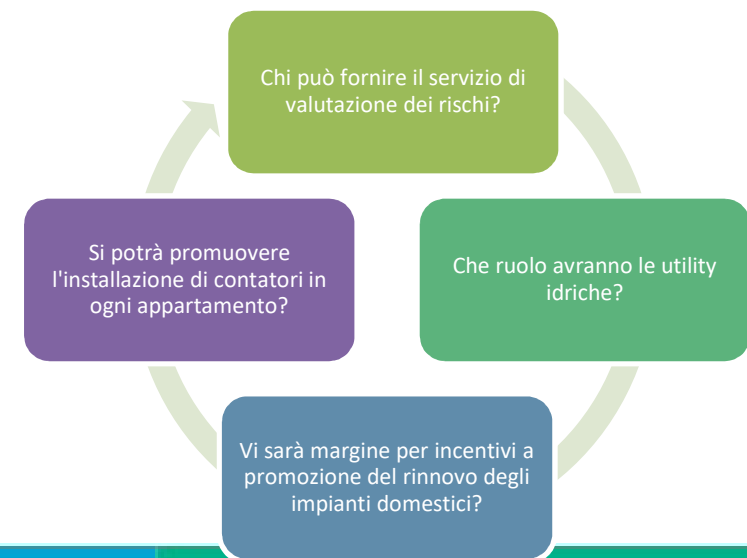 Chi può fornire il servizio di
valutazione dei rischi?
Che ruolo avranno le utility
idriche?
Vi sarà margine per incentivi a
promozione del rinnovo degli
impianti domestici?
Si potrà promuovere
l'installazione di contatori in
ogni appartamento?